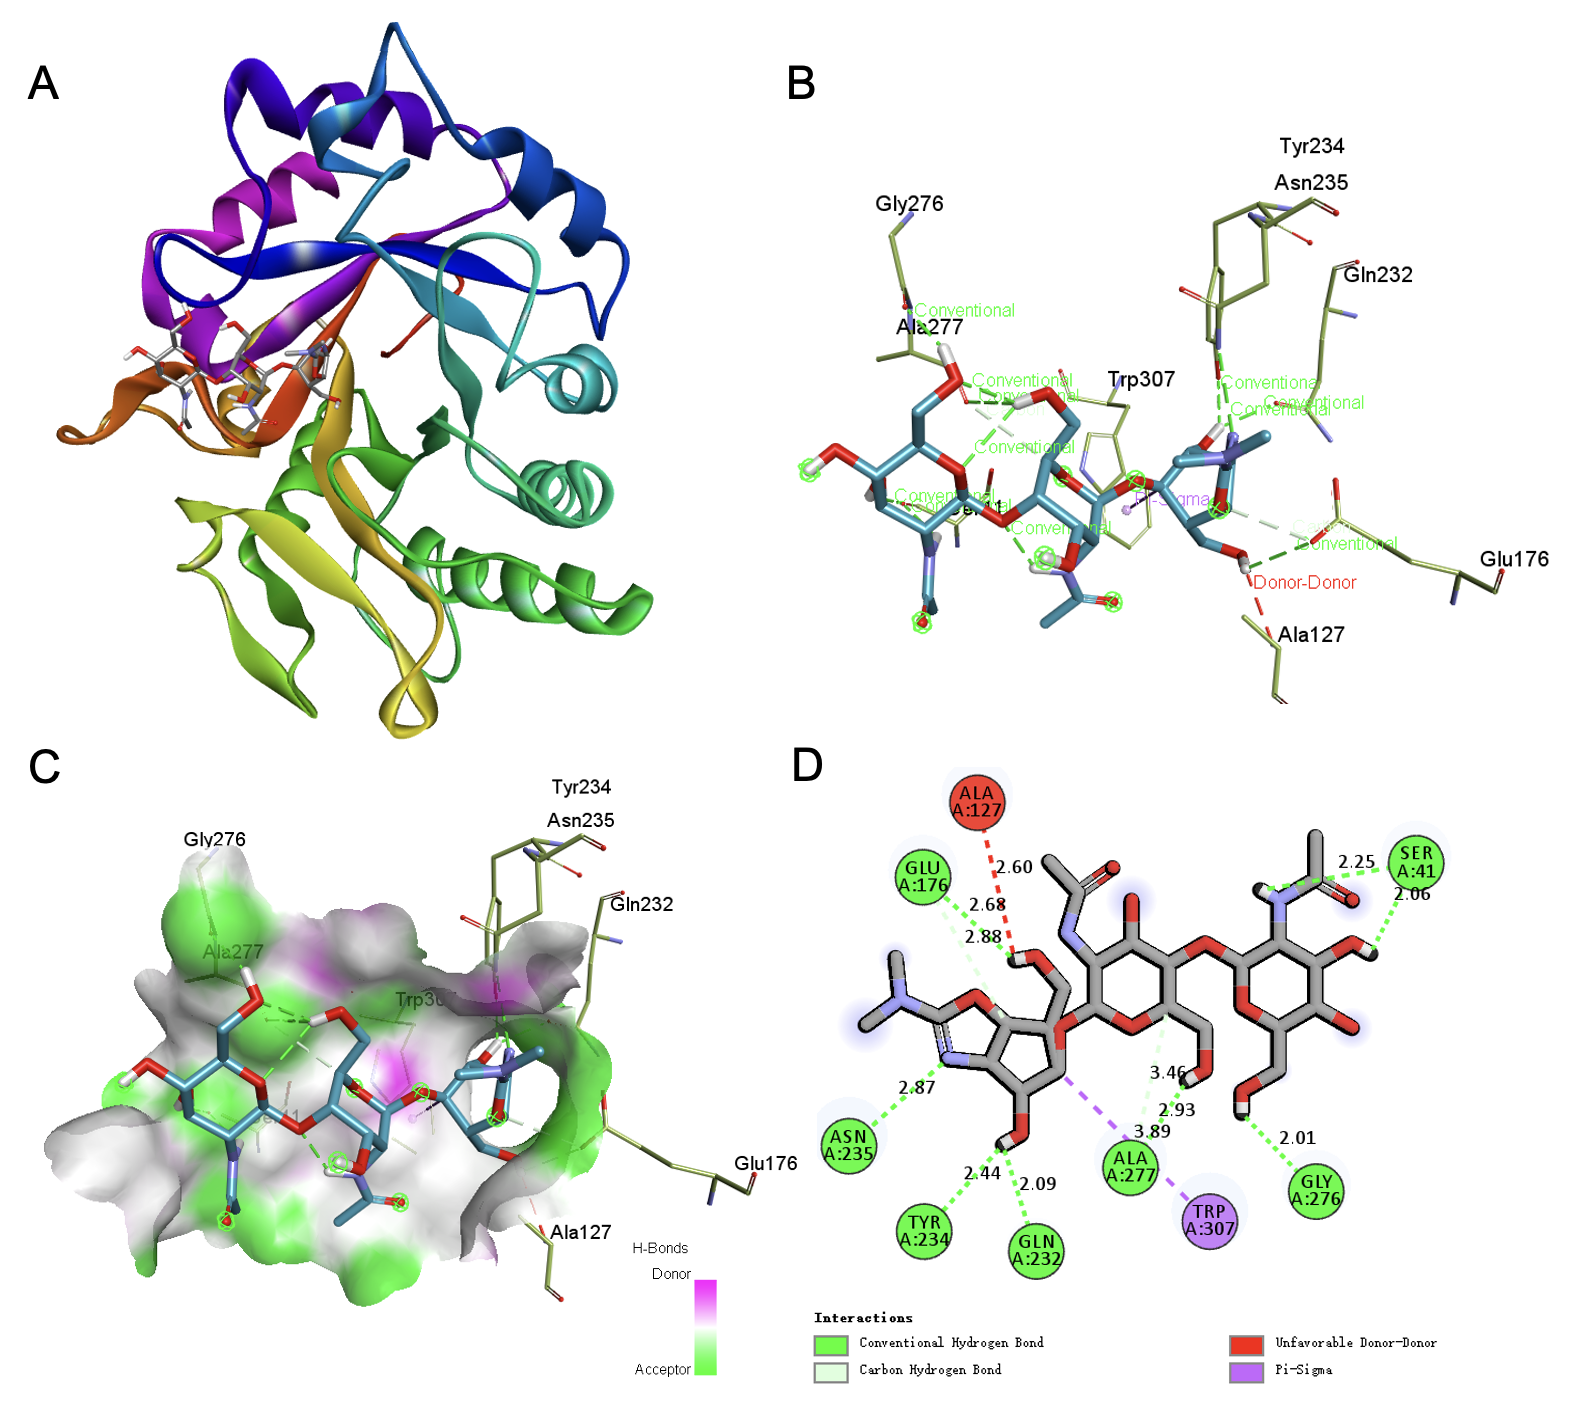 A
B
Tyr234
Asn235
Gly276
Gln232
Conventional
Ala277
Conventional
Trp307
Conventional
Conventional
Conventional
Conventional
Conventional
Pi-Sigma
Conventional
Conventional
Glu176
Donor-Donor
Ala127
C
Tyr234
Asn235
Gly276
Gln232
Ala277
Glu176
Ala127
H-Bonds
Donor
Acceptor
D
ALA
A:127
GLU
A:176
2.60
2.25
SER
A:41
2.06
2.68
2.88
2.87
3.46
2.93
3.89
ASN
A:235
2.44
2.09
2.01
ALA
A:277
GLY
A:276
TYR
A:234
GLN
A:232
TRP
A:307
Interactions
Conventional Hydrogen Bond
Carbon Hydrogen Bond
Unfavorable Donor-Donor
Pi-Sigma